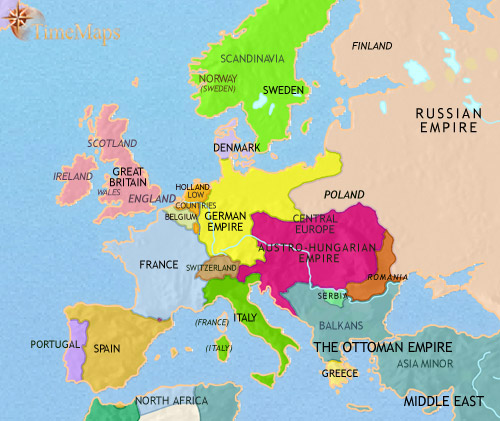 TimeMaps
FINLAND
SCANDINAVIA
NORWAY
(SWEDEN)
SWEDEN
RUSSIAN
EMPIRE
SCOTLAND
DENMARK
IRELAND
GREAT
BRITAIN
WALES
ENGLAND
HOLLAND
LOW
COUNTRIES
BELGIUM
GERMAN
EMPIRE
POLAND
CENTRAL
EUROPE
AUSTRO-HUNGARIAN
EMPIRE
FRANCE
SWITZERLAND
ROMANIA
SERBIA
(FRANCE)
ITALY
BALKANS
PORTUGAL
SPAIN
(ITALY)
THE OTTOMAN EMPIRE
ASIA MINOR
GREECE
NORTH AFRICA
MIDDLE EAST